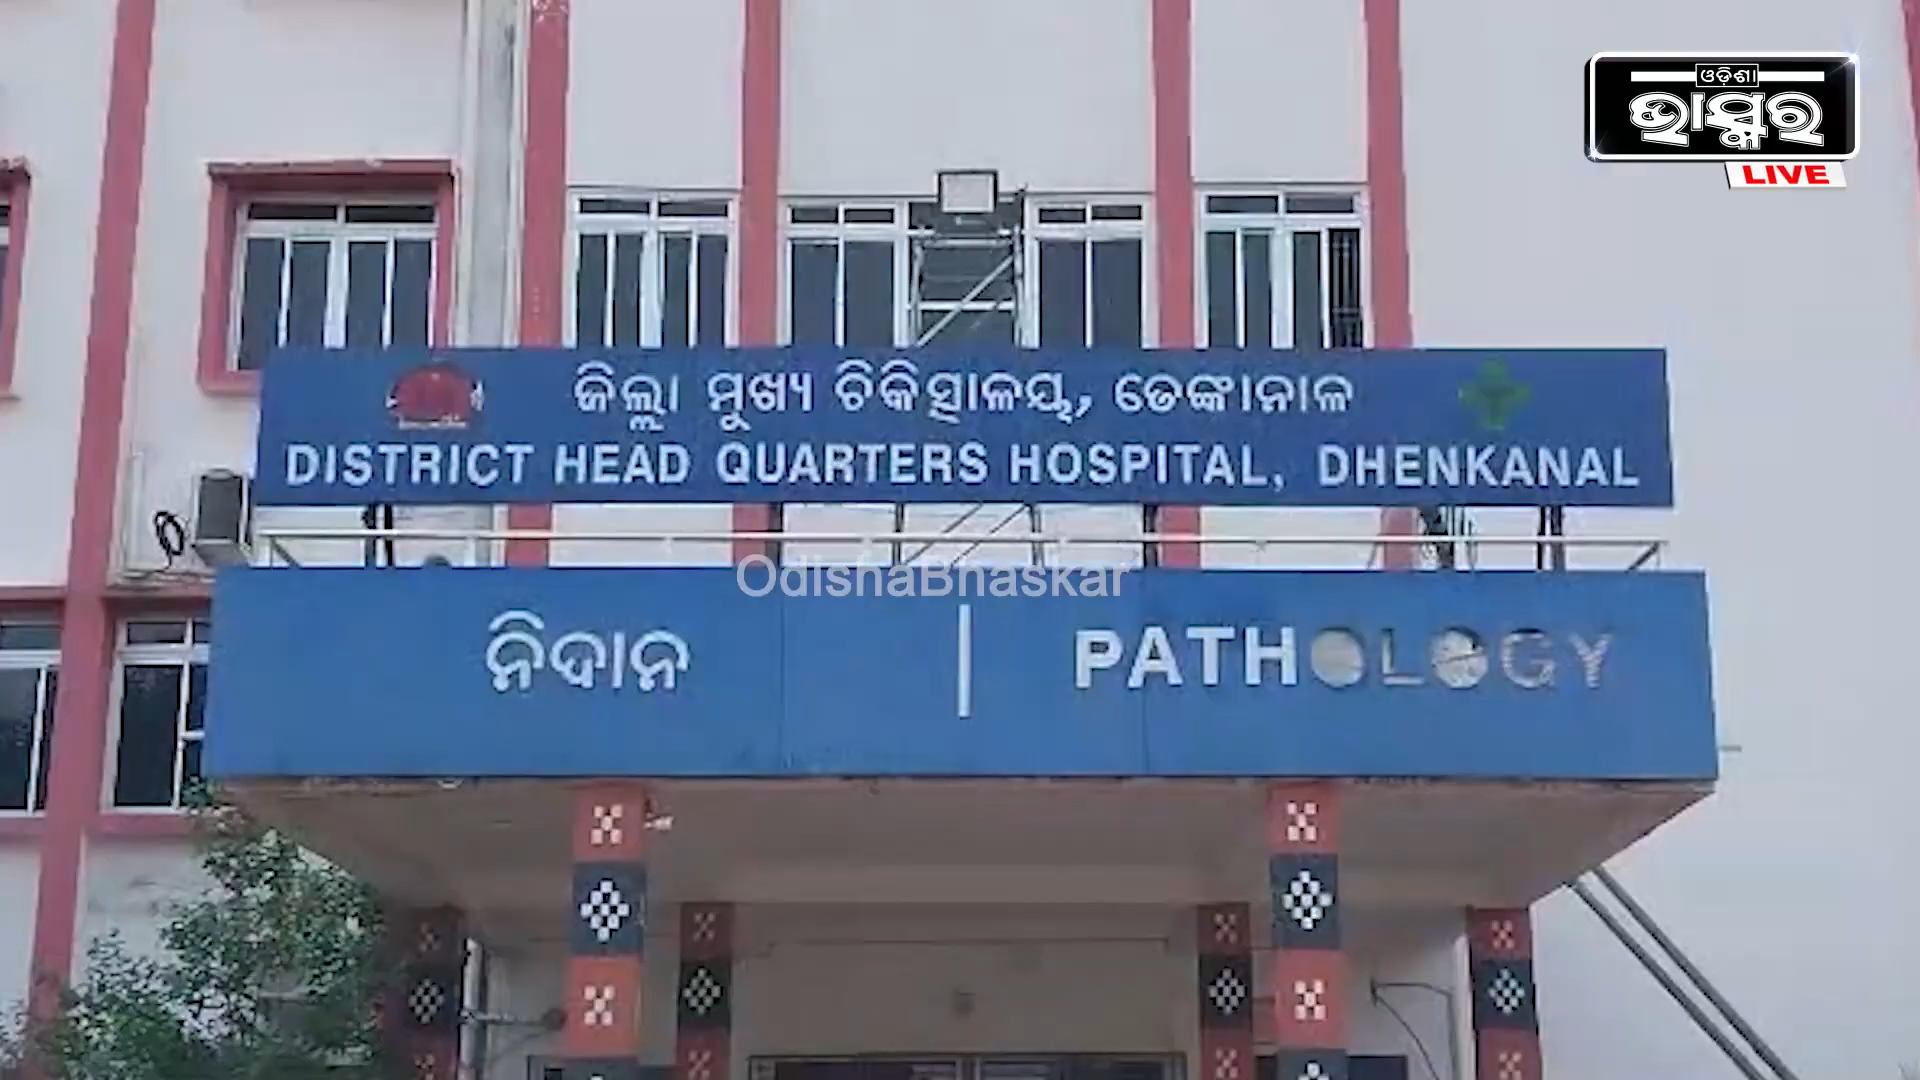 ଓଡ଼ିଶା
ଭାସ୍କର
LIVE
ଜିଲ୍ଲା ମୁଖ୍ୟ ଚିକିତ୍ସାଳୟ, ଢେଙ୍କାନାଳ
DISTRICT HEAD QUARTERS HOSPITAL, DHENKANAL
OdishaBhaskar
ନିଦାନ | PATHOLOGY